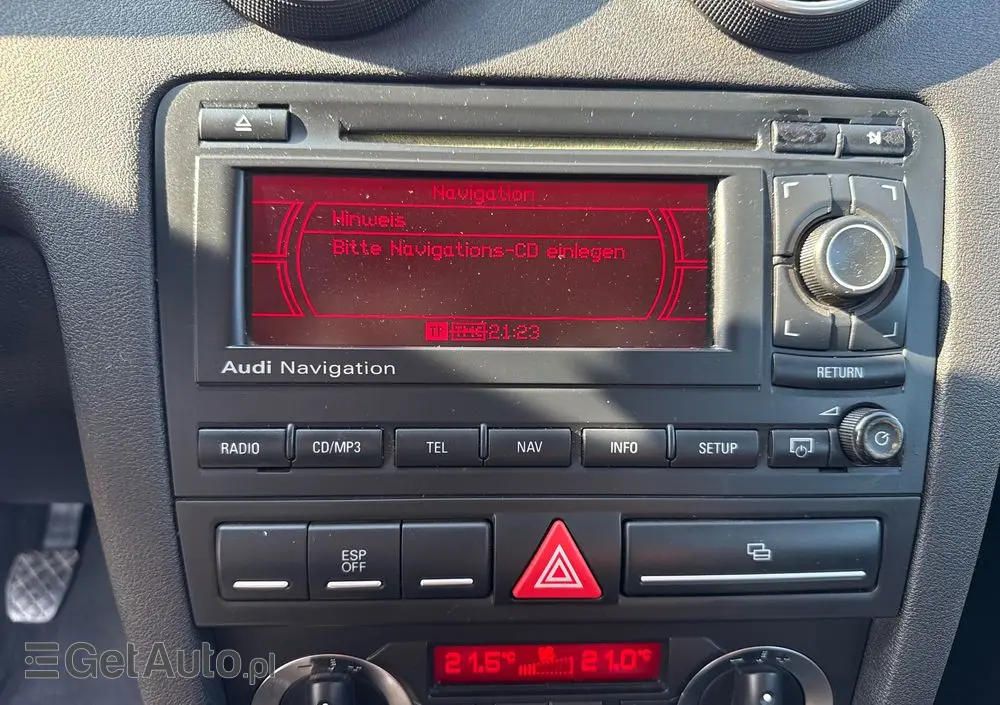 Navigation
Hinweis
Bitte Navigations-CD einlegen
TP TMC 21:23
Audi Navigation
RETURN
RADIO CD/MP3 TEL NAV INFO SETUP
ESP
OFF
21.5°C 21.0°C
GetAuto.pl